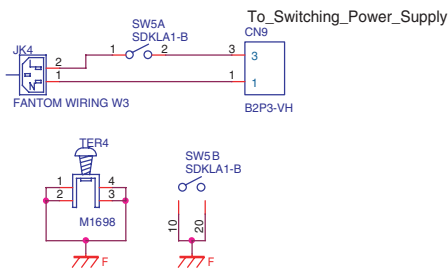 To_Switching_Power_Supply
SW5A
SDKLA1-B
CN9
JK4
1
2
3
3
2
L
N
1
1
1
FANTOM WIRING W3
B2P3-VH
TER4
SW5B
SDKLA1-B
1
4
2
3
M1698
10
20
F
F